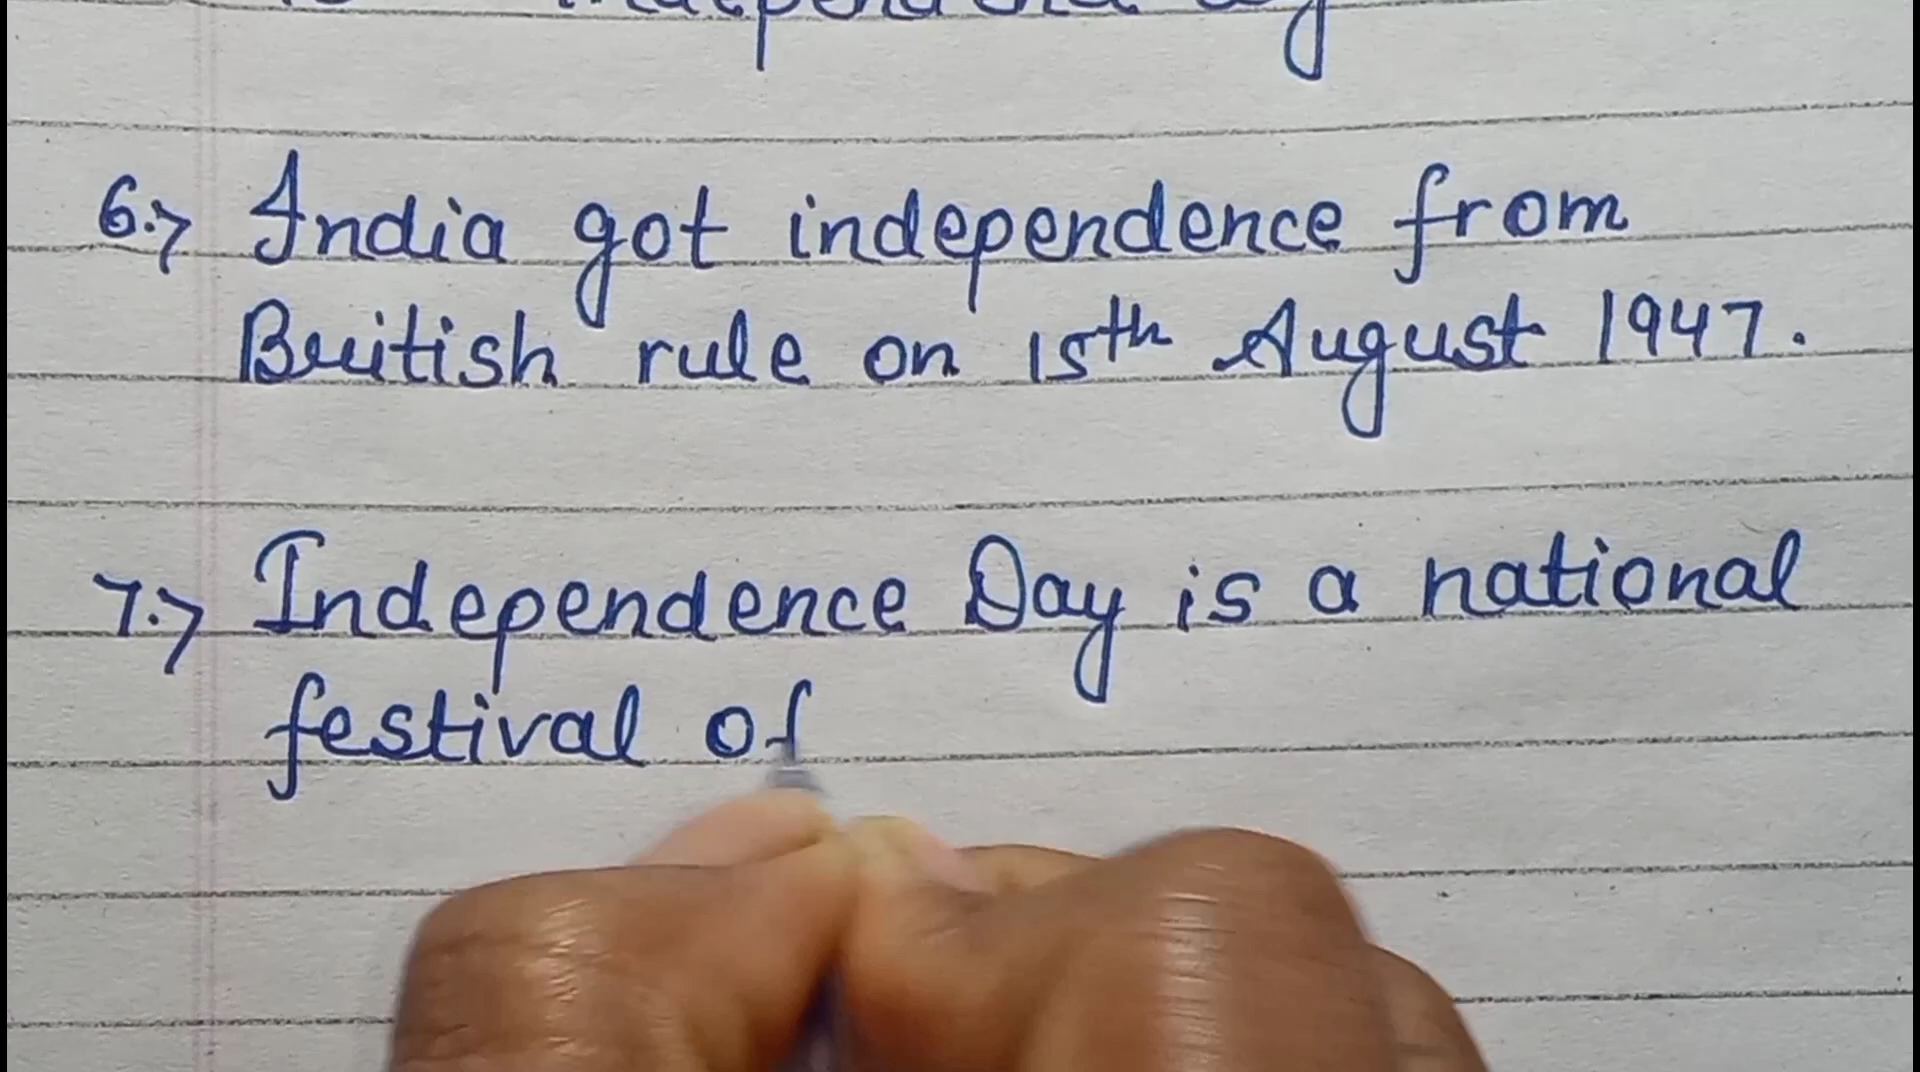 6.> India got independence from
British rule on 15th August 1947.
7.> Independence Day is a national
festival of